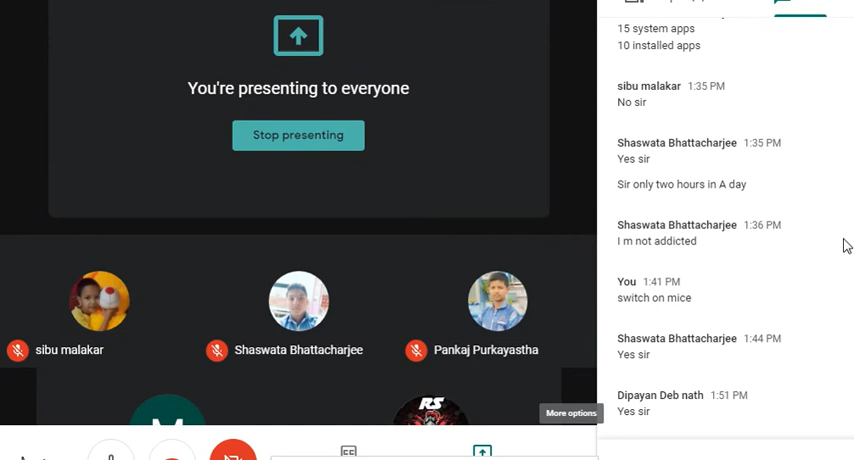 You're presenting to everyone
Stop presenting
sibu malakar
Shaswata Bhattacharjee
Pankaj Purkayastha
M
RS
More options
15 system apps
10 installed apps
sibu malakar 1:35 PM
No sir
Shaswata Bhattacharjee 1:35 PM
Yes sir
Sir only two hours in A day
Shaswata Bhattacharjee 1:36 PM
I m not addicted
You 1:41 PM
switch on mice
Shaswata Bhattacharjee 1:44 PM
Yes sir
Dipayan Deb nath 1:51 PM
Yes sir